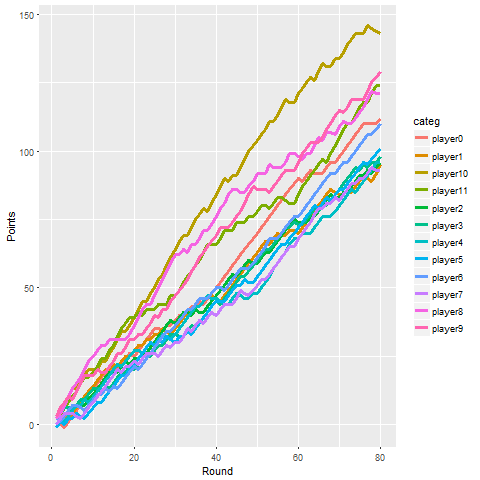 150
100
50
0
Points
0
20
40
60
80
Round
categ
player0
player1
player10
player11
player2
player3
player4
player5
player6
player7
player8
player9